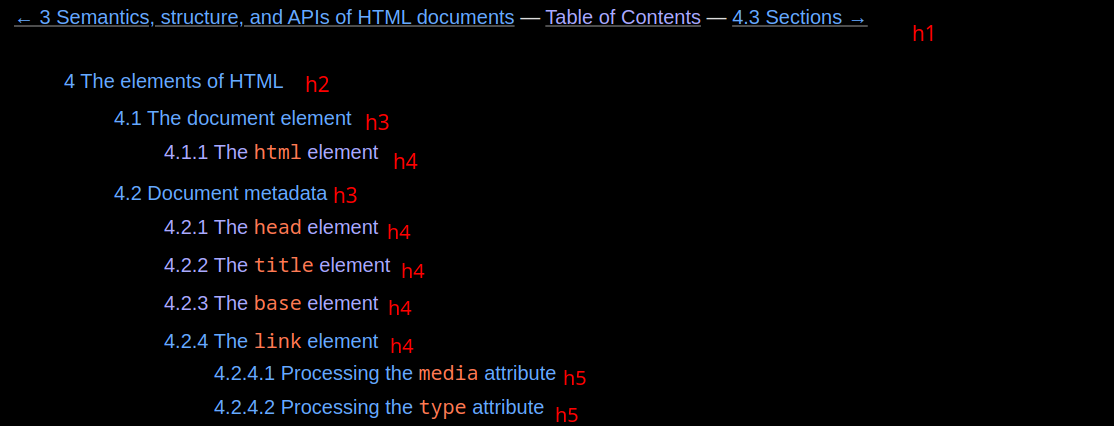 ← 3 Semantics, structure, and APIs of HTML documents — Table of Contents — 4.3 Sections →
h1
4 The elements of HTML h2
4.1 The document element h3
4.1.1 The html element h4
4.2 Document metadata h3
4.2.1 The head element h4
4.2.2 The title element h4
4.2.3 The base element h4
4.2.4 The link element h4
4.2.4.1 Processing the media attribute h5
4.2.4.2 Processing the type attribute h5